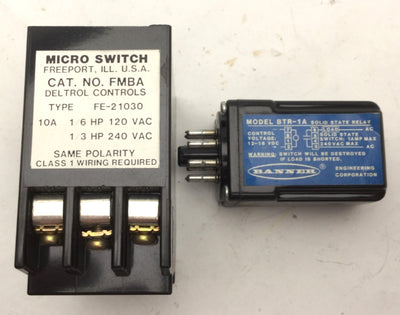 MICRO SWITCH
FREEPORT, ILL. U.S.A.
CAT. NO. FMBA
DELTROL CONTROLS
TYPE FE-21030
10A 1 6 HP 120 VAC
1 3 HP 240 VAC
SAME POLARITY
CLASS 1 WIRING REQUIRED
MODEL BTR-1A SOLID STATE RELAY
CONTROL
VOLTAGE:
12-18 VDC
LOAD
AC
SOLID STATE
SWITCH: 1AMP MAX
240VAC MAX
AC
WARNING: SWITCH WILL BE DESTROYED
IF LOAD IS SHORTED.
BANNER
ENGINEERING
CORPORATION